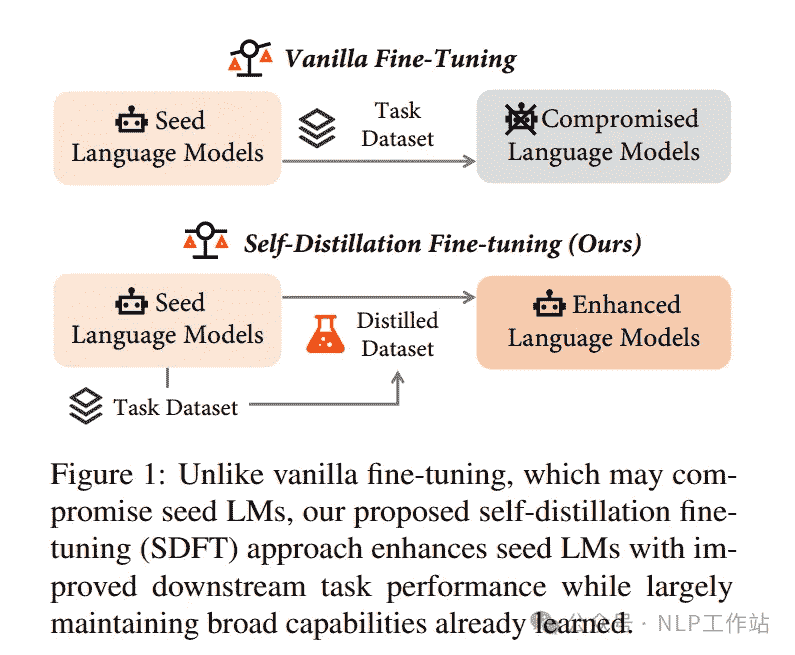 Vanilla Fine-Tuning
Seed
Language Models
Task
Dataset
Compromised
Language Models
Self-Distillation Fine-tuning (Ours)
Seed
Language Models
Distilled
Dataset
Enhanced
Language Models
Task Dataset
Figure 1: Unlike vanilla fine-tuning, which may com-
promise seed LMs, our proposed self-distillation fine-
tuning (SDFT) approach enhances seed LMs with im-
proved downstream task performance while largely
maintaining broad capabilities already learned.
公众号 · NLP工作站